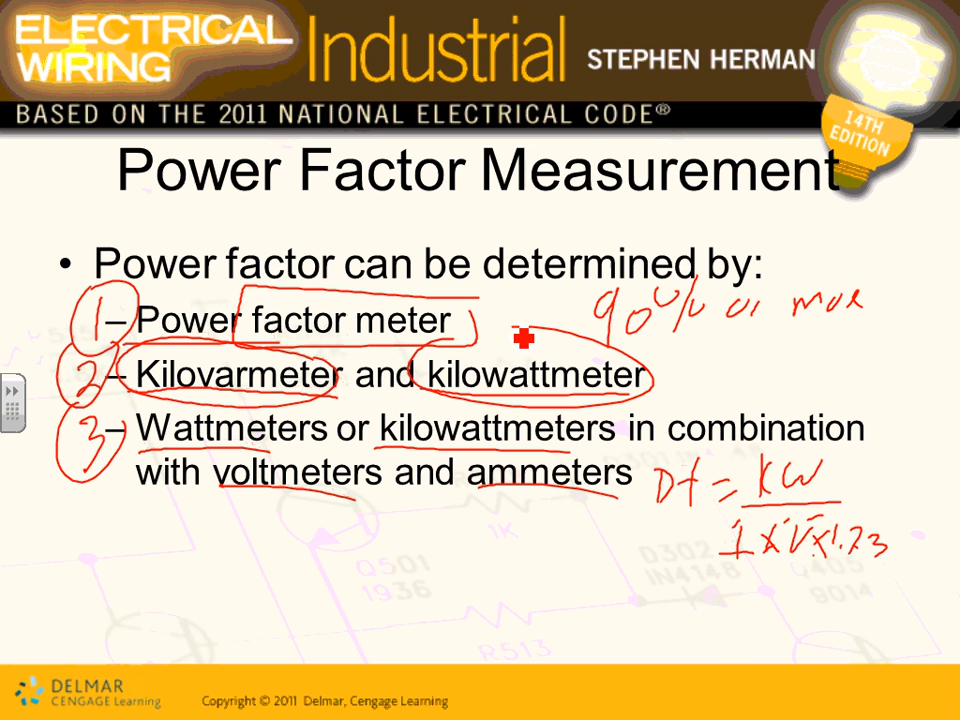 ELECTRICAL WIRING Industrial STEPHEN HERMAN
BASED ON THE 2011 NATIONAL ELECTRICAL CODE®
14TH EDITION
Power Factor Measurement
• Power factor can be determined by:
90% or more
1 – Power factor meter
2 – Kilovarmeter and kilowattmeter
3 – Wattmeters or kilowattmeters in combination
with voltmeters and ammeters
Pf = KW
I x V x 1.73
1K
Q501
1936
D302
IN4148
Q405
9014
R513
DELMAR
CENGAGE Learning
Copyright © 2011 Delmar, Cengage Learning